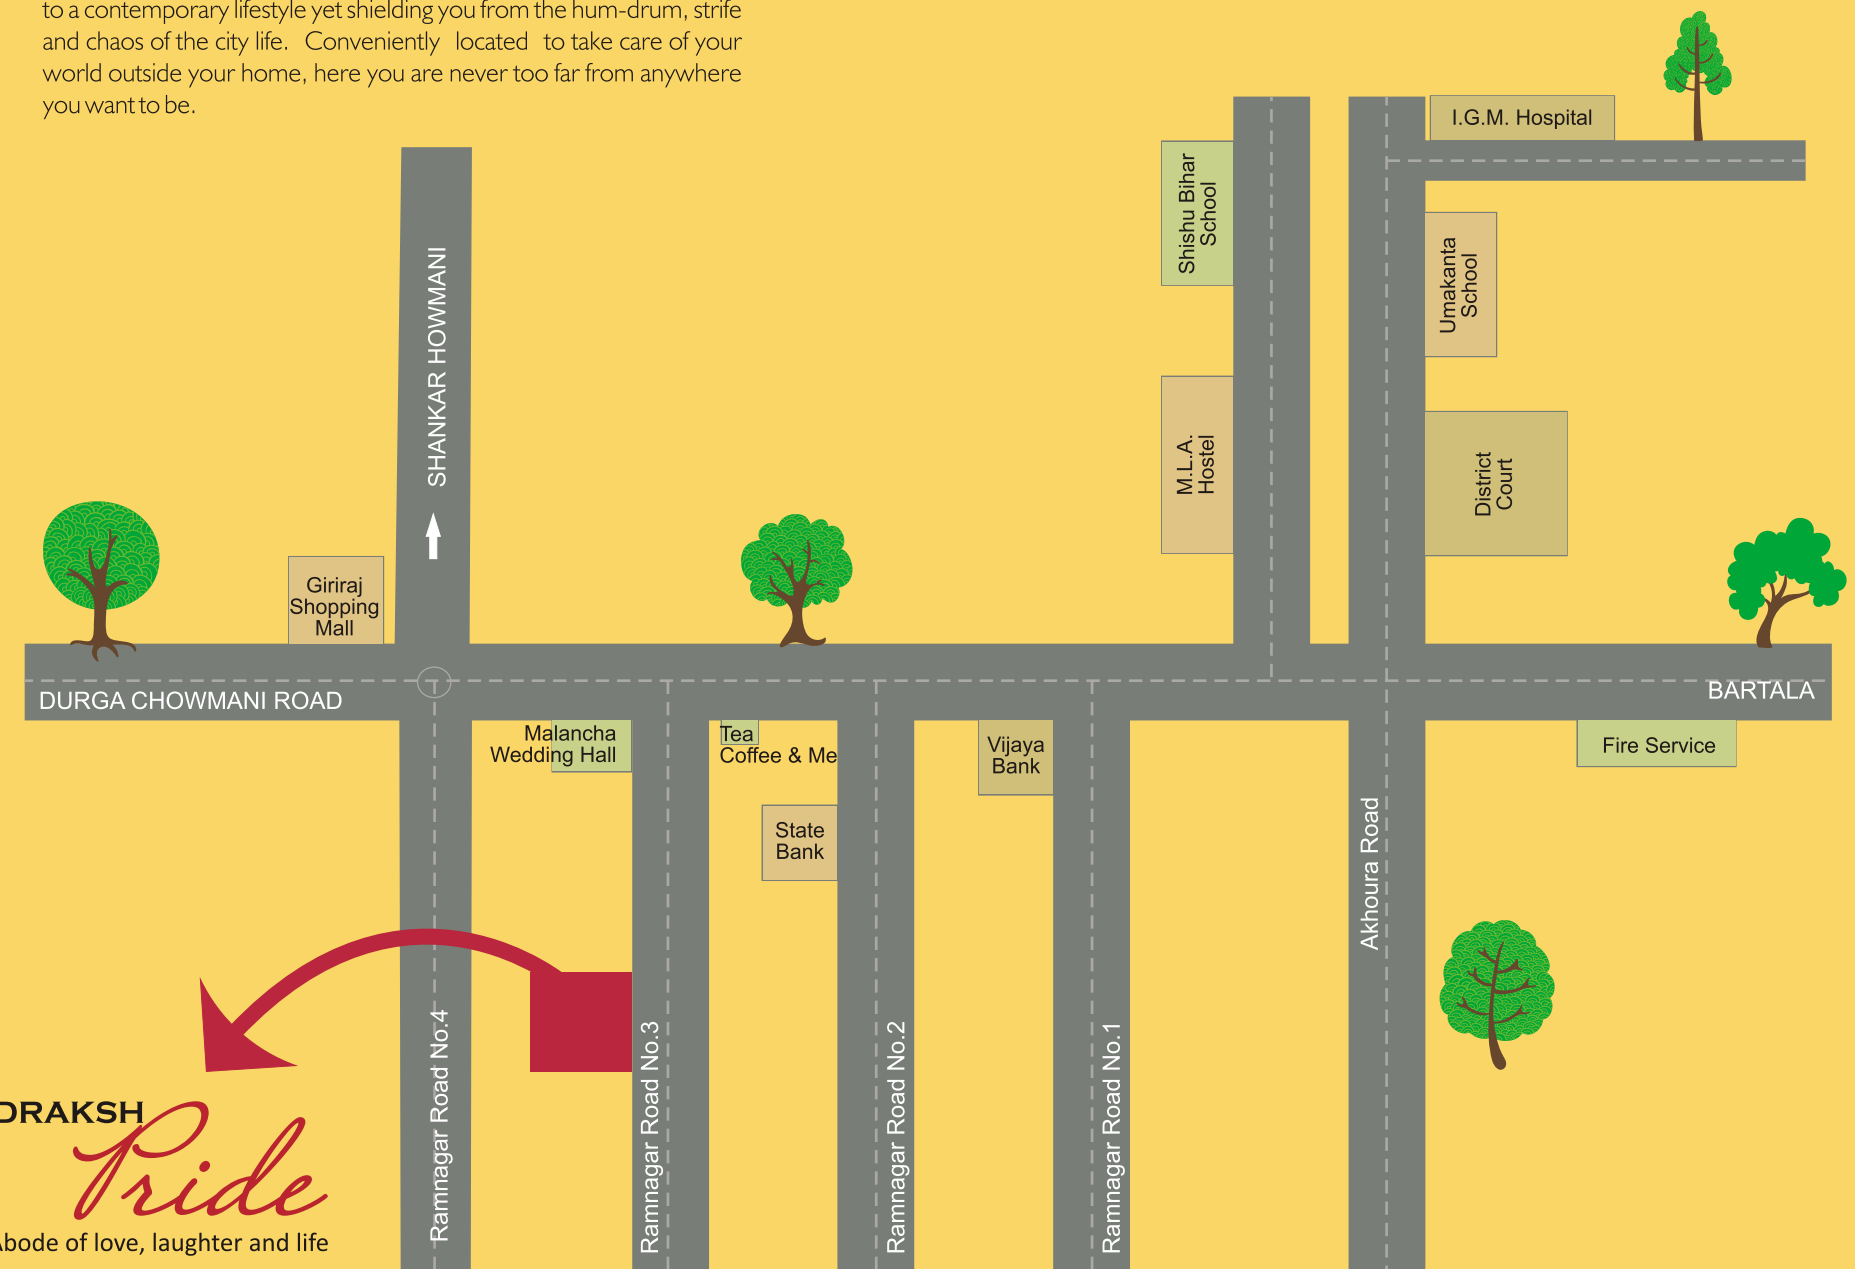 to a contemporary lifestyle yet shielding you from the hum-drum, strife
and chaos of the city life. Conveniently located to take care of your
world outside your home, here you are never too far from anywhere
you want to be.
I.G.M. Hospital
Shishu Bihar
School
Umakanta
School
SHANKAR HOWMANI
M.L.A.
Hostel
District
Court
Giriraj
Shopping
Mall
DURGA CHOWMANI ROAD
BARTALA
Malancha
Wedding Hall
Tea
Coffee & Me
Vijaya
Bank
Fire Service
State
Bank
Akhoura Road
Ramnagar Road No.4
Ramnagar Road No.3
Ramnagar Road No.2
Ramnagar Road No.1
DRAKSH
Pride
Abode of love, laughter and life